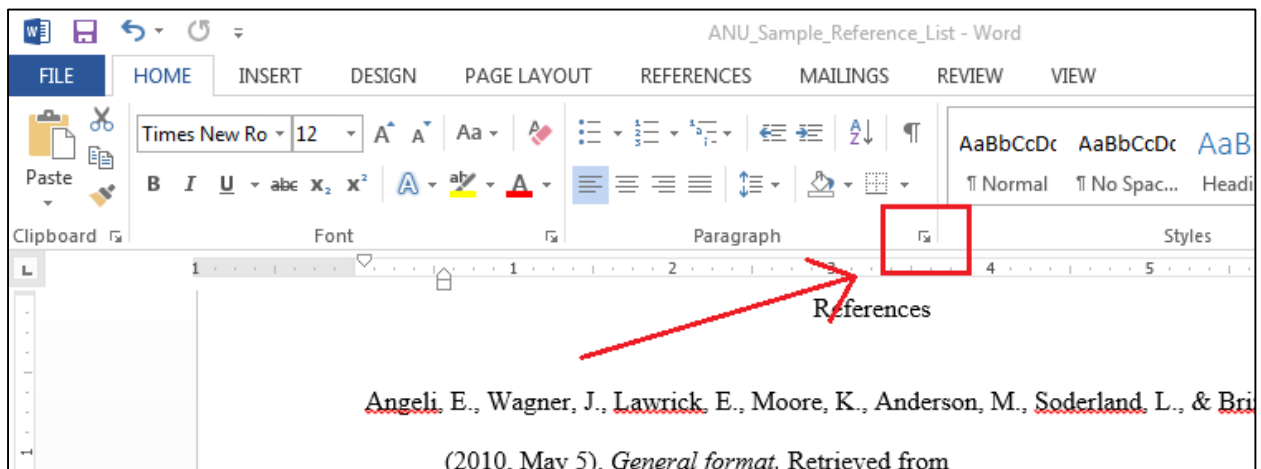 ANU_Sample_Reference_List - Word
FILE HOME INSERT DESIGN PAGE LAYOUT REFERENCES MAILINGS REVIEW VIEW
Times New Ro 12 Aa
AaBbCcDc AaBbCcDc AaB
Paste B I U abc X₂ X² A ab A
¶ Normal ¶ No Spac... Headi
Clipboard Font Paragraph Styles
1 1 2 3 4 5
References
Angeli, E., Wagner, J., Lawrick, E., Moore, K., Anderson, M., Soderland, L., & Bri
(2010, May 5). General format. Retrieved from